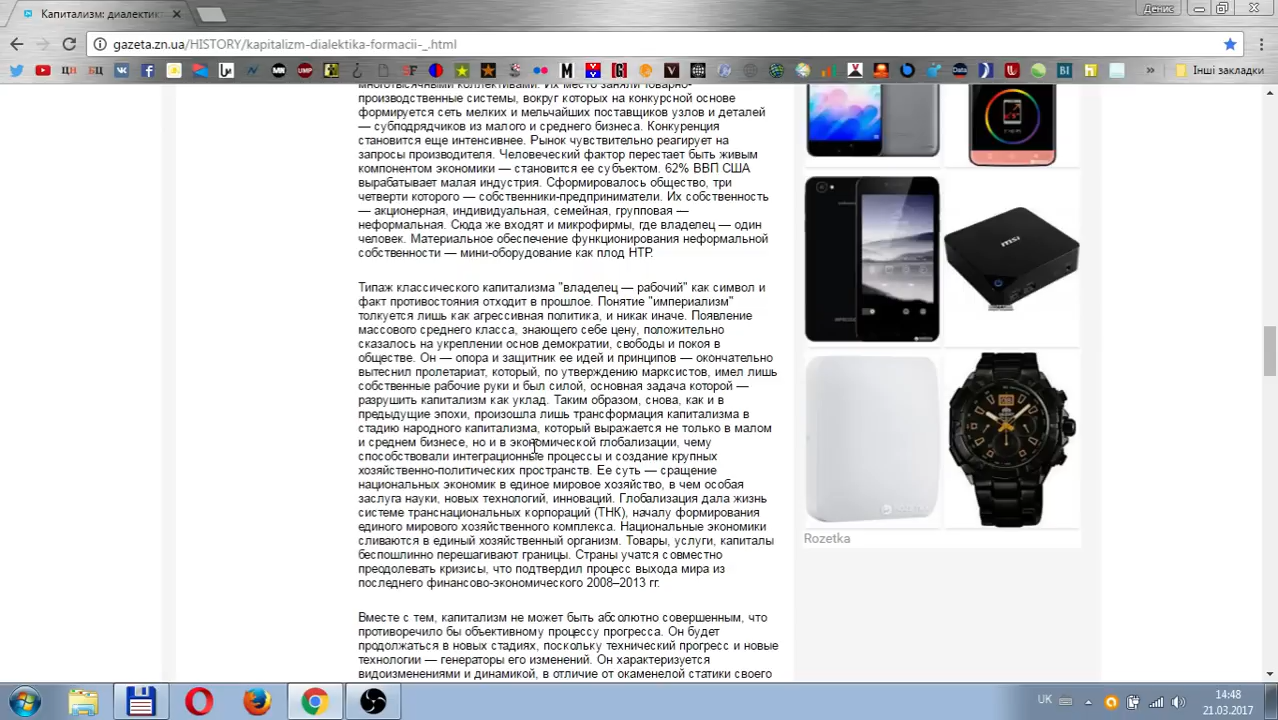 Капитализм: диалектик
Денис
gazeta.zn.ua/HISTORY/kapitalizm-dialektika-formacii-_.html
Інші закладки
многотысячными коллективами. Их место заняли товарно-
производственные системы, вокруг которых на конкурсной основе
формируется сеть мелких и мельчайших поставщиков узлов и деталей
— субподрядчиков из малого и среднего бизнеса. Конкуренция
становится еще интенсивнее. Рынок чувствительно реагирует на
запросы производителя. Человеческий фактор перестает быть живым
компонентом экономики — становится ее субъектом. 62% ВВП США
вырабатывает малая индустрия. Сформировалось общество, три
четверти которого — собственники-предприниматели. Их собственность
— акционерная, индивидуальная, семейная, групповая —
неформальная. Сюда же входят и микрофирмы, где владелец — один
человек. Материальное обеспечение функционирования неформальной
собственности — мини-оборудование как плод НТР.
Типаж классического капитализма "владелец — рабочий" как символ и
факт противостояния отходит в прошлое. Понятие "империализм"
толкуется лишь как агрессивная политика, и никак иначе. Появление
массового среднего класса, знающего себе цену, положительно
сказалось на укреплении основ демократии, свободы и покоя в
обществе. Он — опора и защитник ее идей и принципов — окончательно
вытеснил пролетариат, который, по утверждению марксистов, имел лишь
собственные рабочие руки и был силой, основная задача которой —
разрушить капитализм как уклад. Таким образом, снова, как и в
предыдущие эпохи, произошла лишь трансформация капитализма в
стадию народного капитализма, который выражается не только в малом
и среднем бизнесе, но и в экономической глобализации, чему
способствовали интеграционные процессы и создание крупных
хозяйственно-политических пространств. Ее суть — сращение
национальных экономик в единое мировое хозяйство, в чем особая
заслуга науки, новых технологий, инноваций. Глобализация дала жизнь
системе транснациональных корпораций (ТНК), началу формирования
единого мирового хозяйственного комплекса. Национальные экономики
сливаются в единый хозяйственный организм. Товары, услуги, капиталы
беспошлинно перешагивают границы. Страны учатся совместно
преодолевать кризисы, что подтвердил процесс выхода мира из
последнего финансово-экономического 2008–2013 гг.
Вместе с тем, капитализм не может быть абсолютно совершенным, что
противоречило бы объективному процессу прогресса. Он будет
продолжаться в новых стадиях, поскольку технический прогресс и новые
технологии — генераторы его изменений. Он характеризуется
видоизменениями и динамикой, в отличие от окаменелой статики своего
msi
Rozetka
UK
14:48
21.03.2017